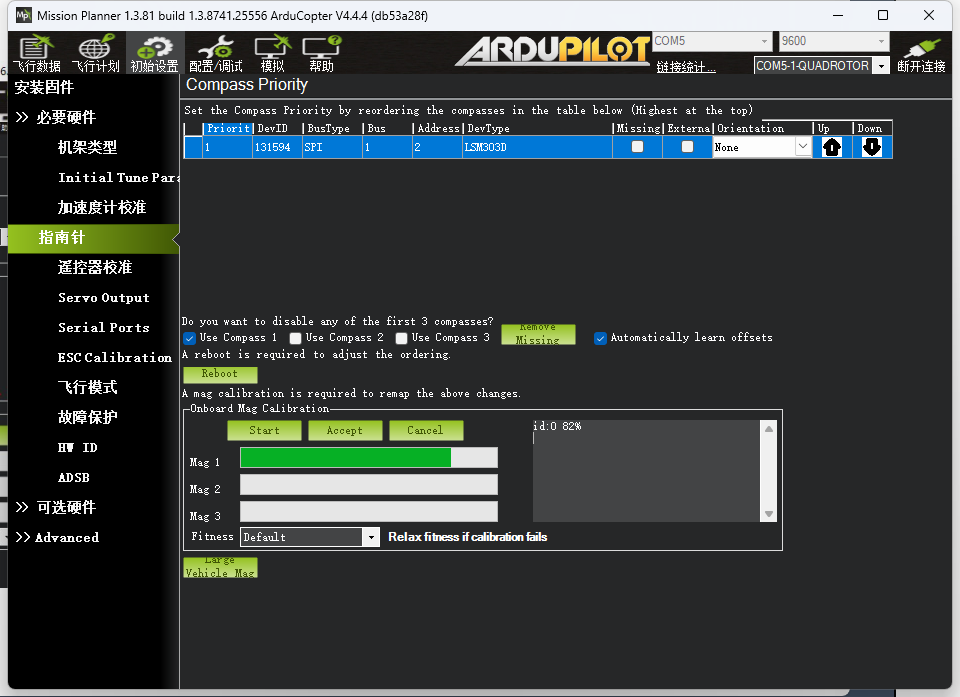 Mission Planner 1.3.81 build 1.3.8741.25556 ArduCopter V4.4.4 (db53a28f)
飞行数据 飞行计划 初始设置 配置/调试 模拟 帮助
ARDUPILOT
COM5 9600
链接统计... COM5-1-QUADROTOR 断开连接
安装固件
Compass Priority
>> 必要硬件
机架类型
Initial Tune Para
加速度计校准
指南针
遥控器校准
Servo Output
Serial Ports
ESC Calibration
飞行模式
故障保护
HW ID
ADSB
>> 可选硬件
>> Advanced
Set the Compass Priority by reordering the compasses in the table below (Highest at the top)
Priorit DevID BusType Bus Address DevType Missing Externa Orientation Up Down
1 131594 SPI 1 2 LSM303D None
Do you want to disable any of the first 3 compasses?
Use Compass 1 Use Compass 2 Use Compass 3 Remove Missing Automatically learn offsets
A reboot is required to adjust the ordering.
Reboot
A mag calibration is required to remap the above changes.
Onboard Mag Calibration
Start Accept Cancel
id:0 82%
Mag 1
Mag 2
Mag 3
Fitness Default Relax fitness if calibration fails
Large
Vehicle Mag